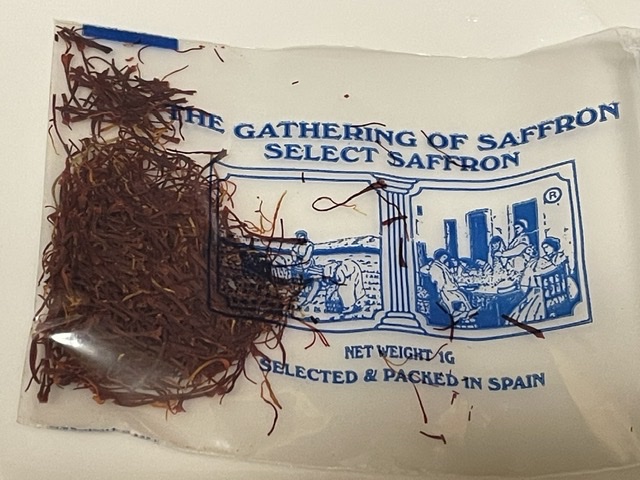 THE GATHERING OF SAFFRON
SELECT SAFFRON
®
NET WEIGHT 1G
SELECTED & PACKED IN SPAIN